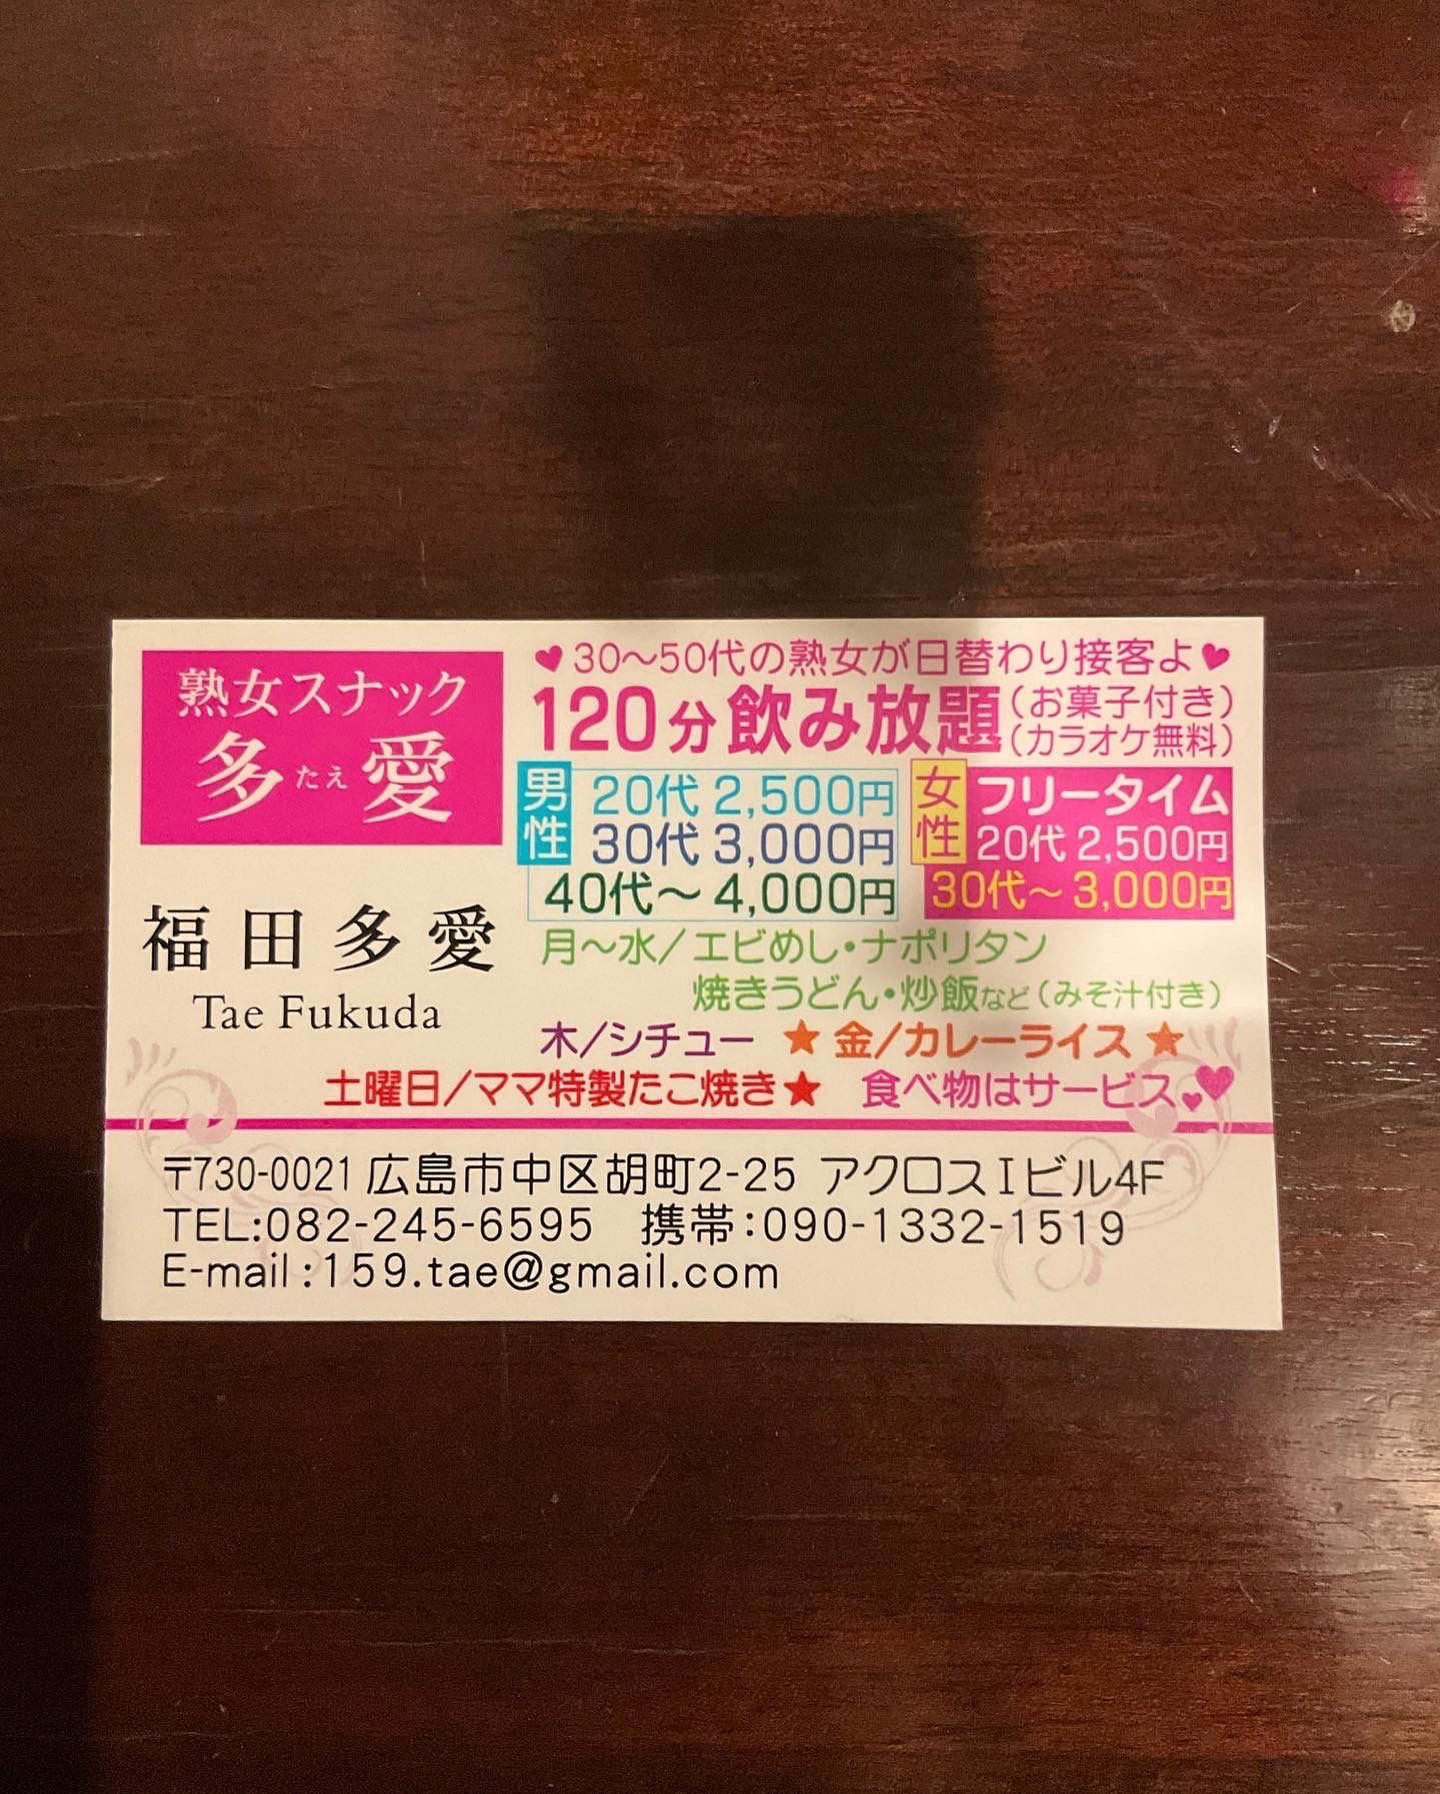 熟女スナック
多たえ愛
福田多愛
Tae Fukuda
♥30〜50代の熟女が日替わり接客よ♥
120分飲み放題(お菓子付き)
(カラオケ無料)
男性
20代 2,500円
30代 3,000円
40代〜 4,000円
女性
フリータイム
20代 2,500円
30代〜 3,000円
月〜水/エビめし・ナポリタン
焼きうどん・炒飯など(みそ汁付き)
木/シチュー ★金/カレーライス★
土曜日/ママ特製たこ焼き★ 食べ物はサービス♥♥
〒730-0021 広島市中区胡町2-25 アクロスIビル4F
TEL:082-245-6595 携帯:090-1332-1519
E-mail:159.tae@gmail.com